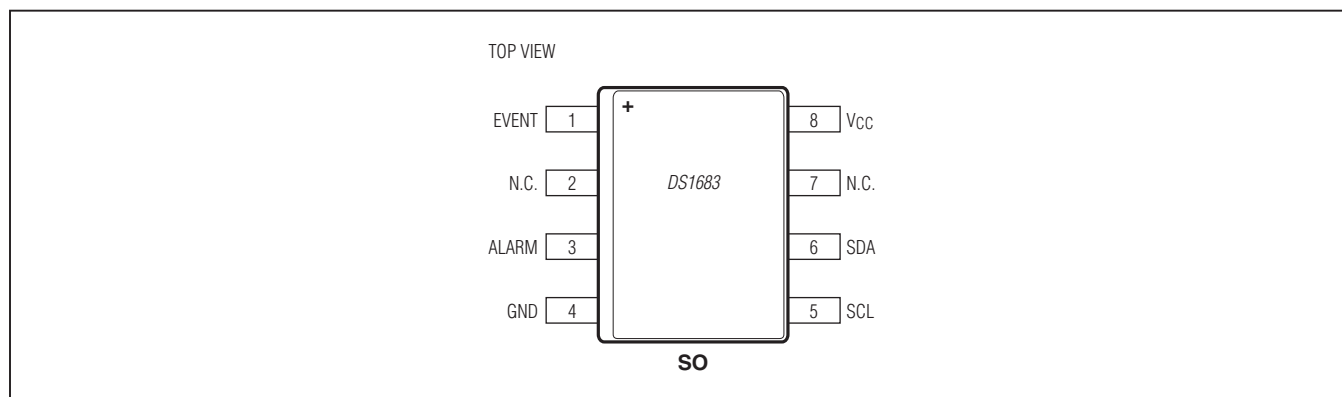 TOP VIEW
+
EVENT 1 8 VCC
N.C. 2 DS1683 7 N.C.
ALARM 3 6 SDA
GND 4 5 SCL
SO